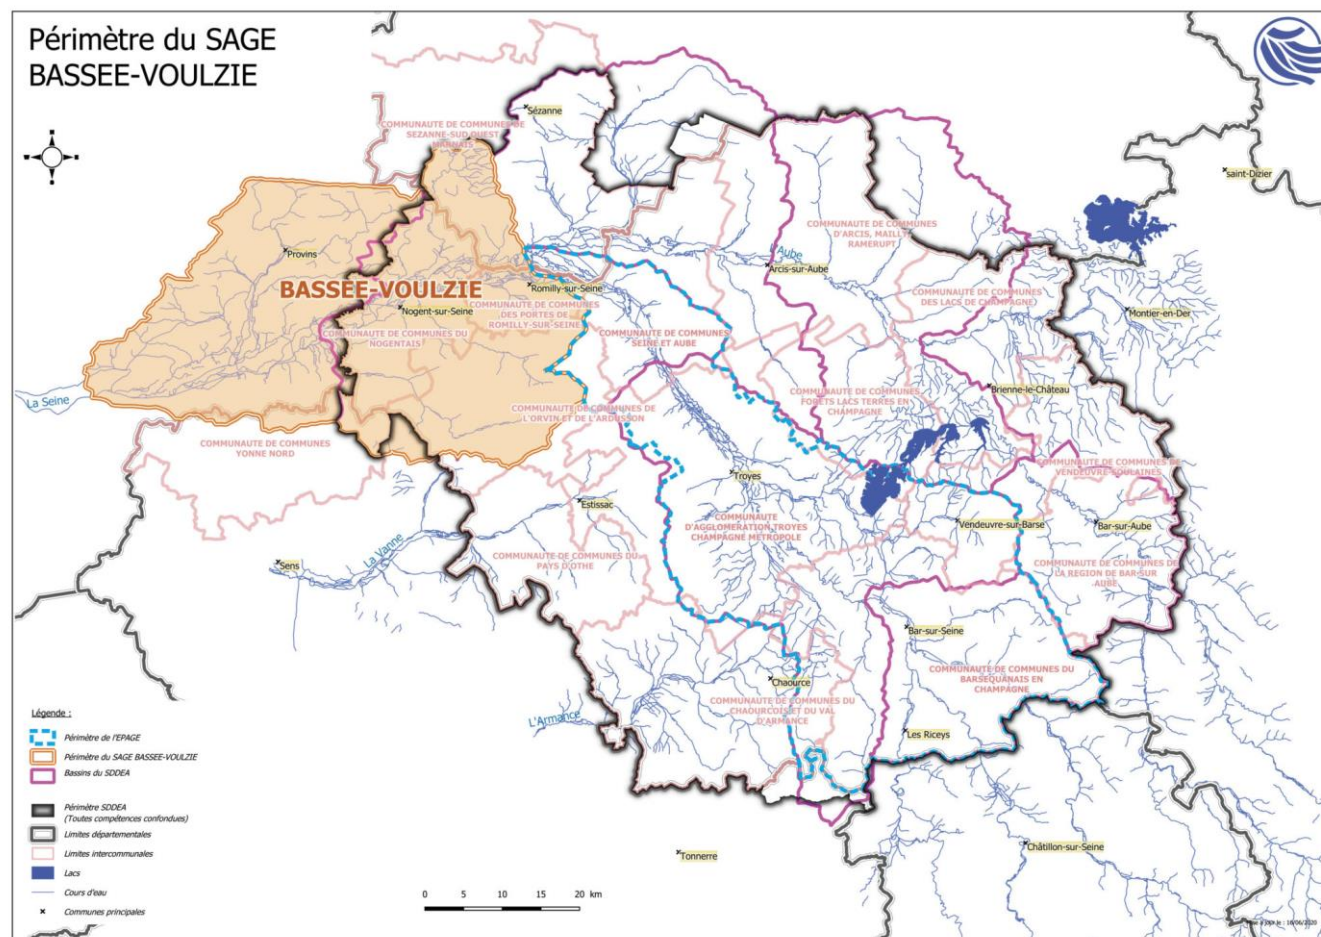 Périmètre du SAGE
BASSEE-VOULZIE
Sézanne
COMMUNAUTE DE COMMUNES DE
SEZANNE-SUD OUEST
MARNAIS
saint-Dizier
COMMUNAUTE DE COMMUNES
D'ARCIS, MAILLY,
RAMERUPT
Provins
L'Aube
Arcis-sur-Aube
BASSEE-VOULZIE
Romilly-sur-Seine
COMMUNAUTE DE COMMUNES
DES LACS DE CHAMPAGNE
Nogent-sur-Seine
COMMUNAUTE DE COMMUNES
DES PORTES DE
ROMILLY-SUR-SEINE
Montier-en-Der
COMMUNAUTE DE COMMUNES DU
NOGENTAIS
COMMUNAUTE DE COMMUNES
SEINE ET AUBE
La Seine
Brienne-le-Château
COMMUNAUTE DE COMMUNES
FORETS LACS TERRES EN
CHAMPAGNE
COMMUNAUTE DE COMMUNES DE
L'ORVIN ET DE L'ARDUSSON
COMMUNAUTE DE COMMUNES
YONNE NORD
COMMUNAUTE DE COMMUNES DE
VENDEUVRE-SOULAINES
Troyes
Estissac
COMMUNAUTE
D'AGGLOMERATION TROYES
CHAMPAGNE METROPOLE
Vendeuvre-sur-Barse
Bar-sur-Aube
La Vanne
COMMUNAUTE DE COMMUNES DU
PAYS D'OTHE
Sens
COMMUNAUTE DE COMMUNES DE
LA REGION DE BAR-SUR
AUBE
Bar-sur-Seine
COMMUNAUTE DE COMMUNES DU
BARSEQUANAIS EN
CHAMPAGNE
Chaource
COMMUNAUTE DE COMMUNES DU
CHAOURCOIS ET DU VAL
D'ARMANCE
L'Armance
Les Riceys
Châtillon-sur-Seine
Tonnerre
Légende :
Périmètre de l'EPAGE
Périmètre du SAGE BASSEE-VOULZIE
Bassins du SDDEA
Périmètre SDDEA
(Toutes compétences confondues)
Limites départementales
Limites intercommunales
Lacs
Cours d'eau
Communes principales
0 5 10 15 20 km